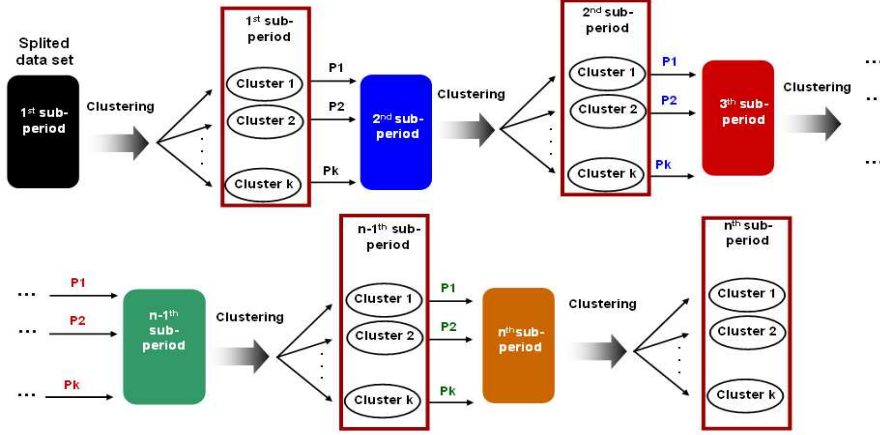 Splited
data set
1st sub-
period
Clustering
1st sub-
period
Cluster 1
Cluster 2
Cluster k
P1
P2
Pk
2nd sub-
period
Clustering
2nd sub-
period
Cluster 1
Cluster 2
Cluster k
P1
P2
Pk
3th sub-
period
Clustering
...
...
...
... P1
... P2
... Pk
n-1th
sub-
period
Clustering
n-1th sub-
period
Cluster 1
Cluster 2
Cluster k
P1
P2
Pk
nth sub-
period
Clustering
nth sub-
period
Cluster 1
Cluster 2
Cluster k